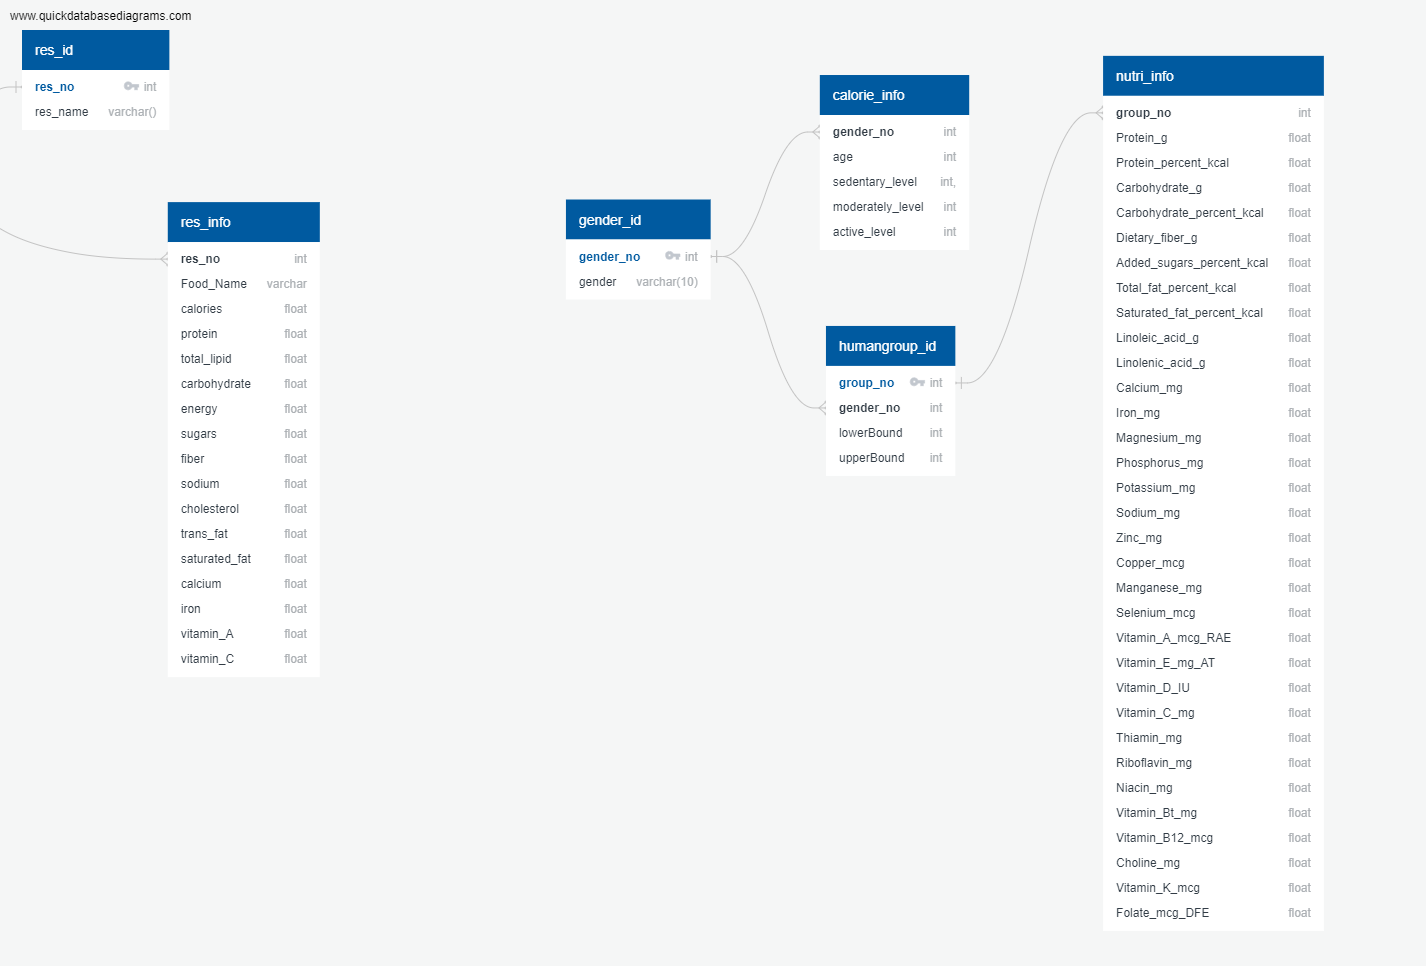 www.quickdatabasediagrams.com
res_id
res_no int
res_name varchar()
res_info
res_no int
Food_Name varchar
calories float
protein float
total_lipid float
carbohydrate float
energy float
sugars float
fiber float
sodium float
cholesterol float
trans_fat float
saturated_fat float
calcium float
iron float
vitamin_A float
vitamin_C float
gender_id
gender_no int
gender varchar(10)
calorie_info
gender_no int
age int
sedentary_level int,
moderately_level int
active_level int
humangroup_id
group_no int
gender_no int
lowerBound int
upperBound int
nutri_info
group_no int
Protein_g float
Protein_percent_kcal float
Carbohydrate_g float
Carbohydrate_percent_kcal float
Dietary_fiber_g float
Added_sugars_percent_kcal float
Total_fat_percent_kcal float
Saturated_fat_percent_kcal float
Linoleic_acid_g float
Linolenic_acid_g float
Calcium_mg float
Iron_mg float
Magnesium_mg float
Phosphorus_mg float
Potassium_mg float
Sodium_mg float
Zinc_mg float
Copper_mcg float
Manganese_mg float
Selenium_mcg float
Vitamin_A_mcg_RAE float
Vitamin_E_mg_AT float
Vitamin_D_IU float
Vitamin_C_mg float
Thiamin_mg float
Riboflavin_mg float
Niacin_mg float
Vitamin_Bt_mg float
Vitamin_B12_mcg float
Choline_mg float
Vitamin_K_mcg float
Folate_mcg_DFE float